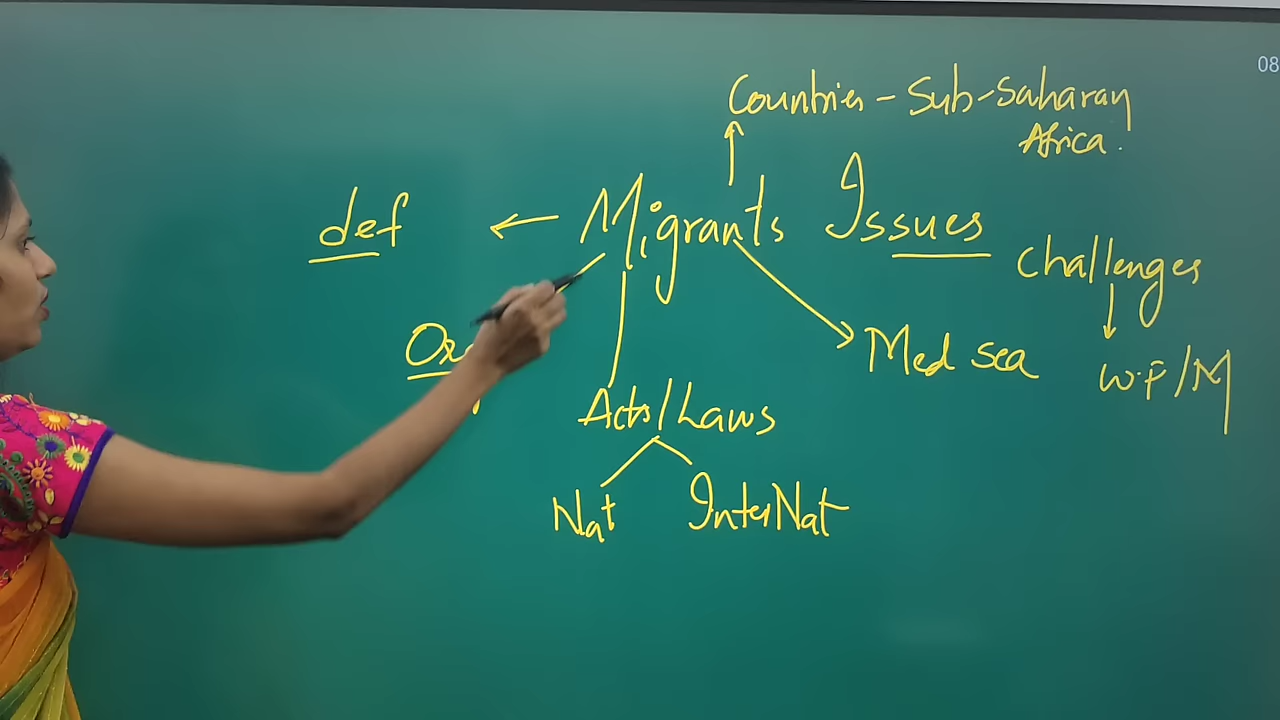 08
Countries - Sub-Saharan
Africa.
def ← Migrants Issues
Challenges
Med sea
W.F/M
Acts/Laws
Nat InterNat